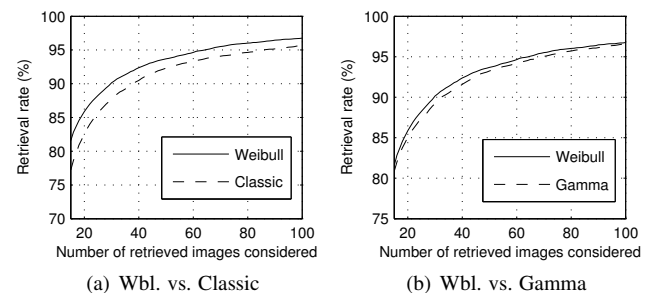 100
95
90
85
80
75
70
20 40 60 80 100
Retrieval rate (%)
Number of retrieved images considered
Weibull
Classic
(a) Wbl. vs. Classic
100
95
90
85
80
75
20 40 60 80 100
Retrieval rate (%)
Number of retrieved images considered
Weibull
Gamma
(b) Wbl. vs. Gamma